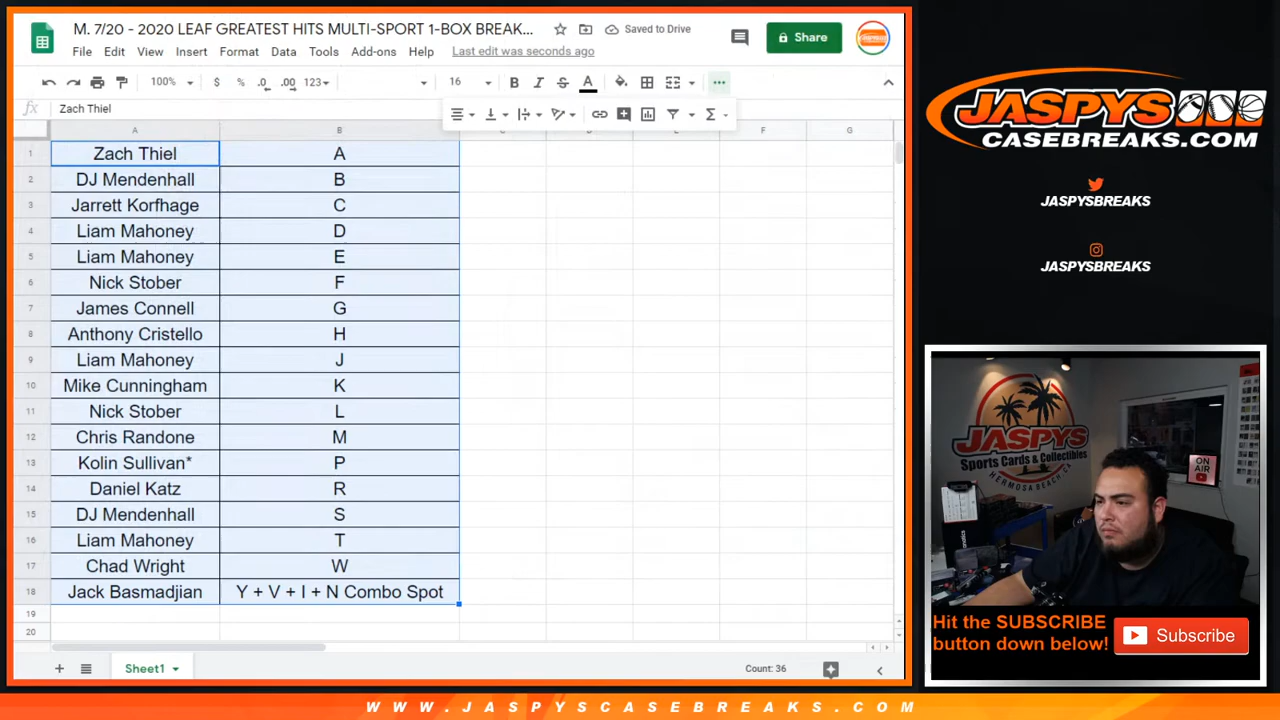 M. 7/20 - 2020 LEAF GREATEST HITS MULTI-SPORT 1-BOX BREAK...
Saved to Drive
Share
File Edit View Insert Format Data Tools Add-ons Help Last edit was seconds ago
100% $ % .0 .00 123 16 B I S A
fx Zach Thiel
A B C D E F G
1 Zach Thiel A
2 DJ Mendenhall B
3 Jarrett Korfhage C
4 Liam Mahoney D
5 Liam Mahoney E
6 Nick Stober F
7 James Connell G
8 Anthony Cristello H
9 Liam Mahoney J
10 Mike Cunningham K
11 Nick Stober L
12 Chris Randone M
13 Kolin Sullivan* P
14 Daniel Katz R
15 DJ Mendenhall S
16 Liam Mahoney T
17 Chad Wright W
18 Jack Basmadjian Y + V + I + N Combo Spot
19
20
Sheet1
Count: 36
JASPYS
CASEBREAKS.COM
JASPYSBREAKS
JASPYSBREAKS
JASPYS
Sports Cards & Collectibles
HERMOSA BEACH CA
ON AIR
Hit the SUBSCRIBE
button down below!
Subscribe
WWW.JASPYSCASEBREAKS.COM